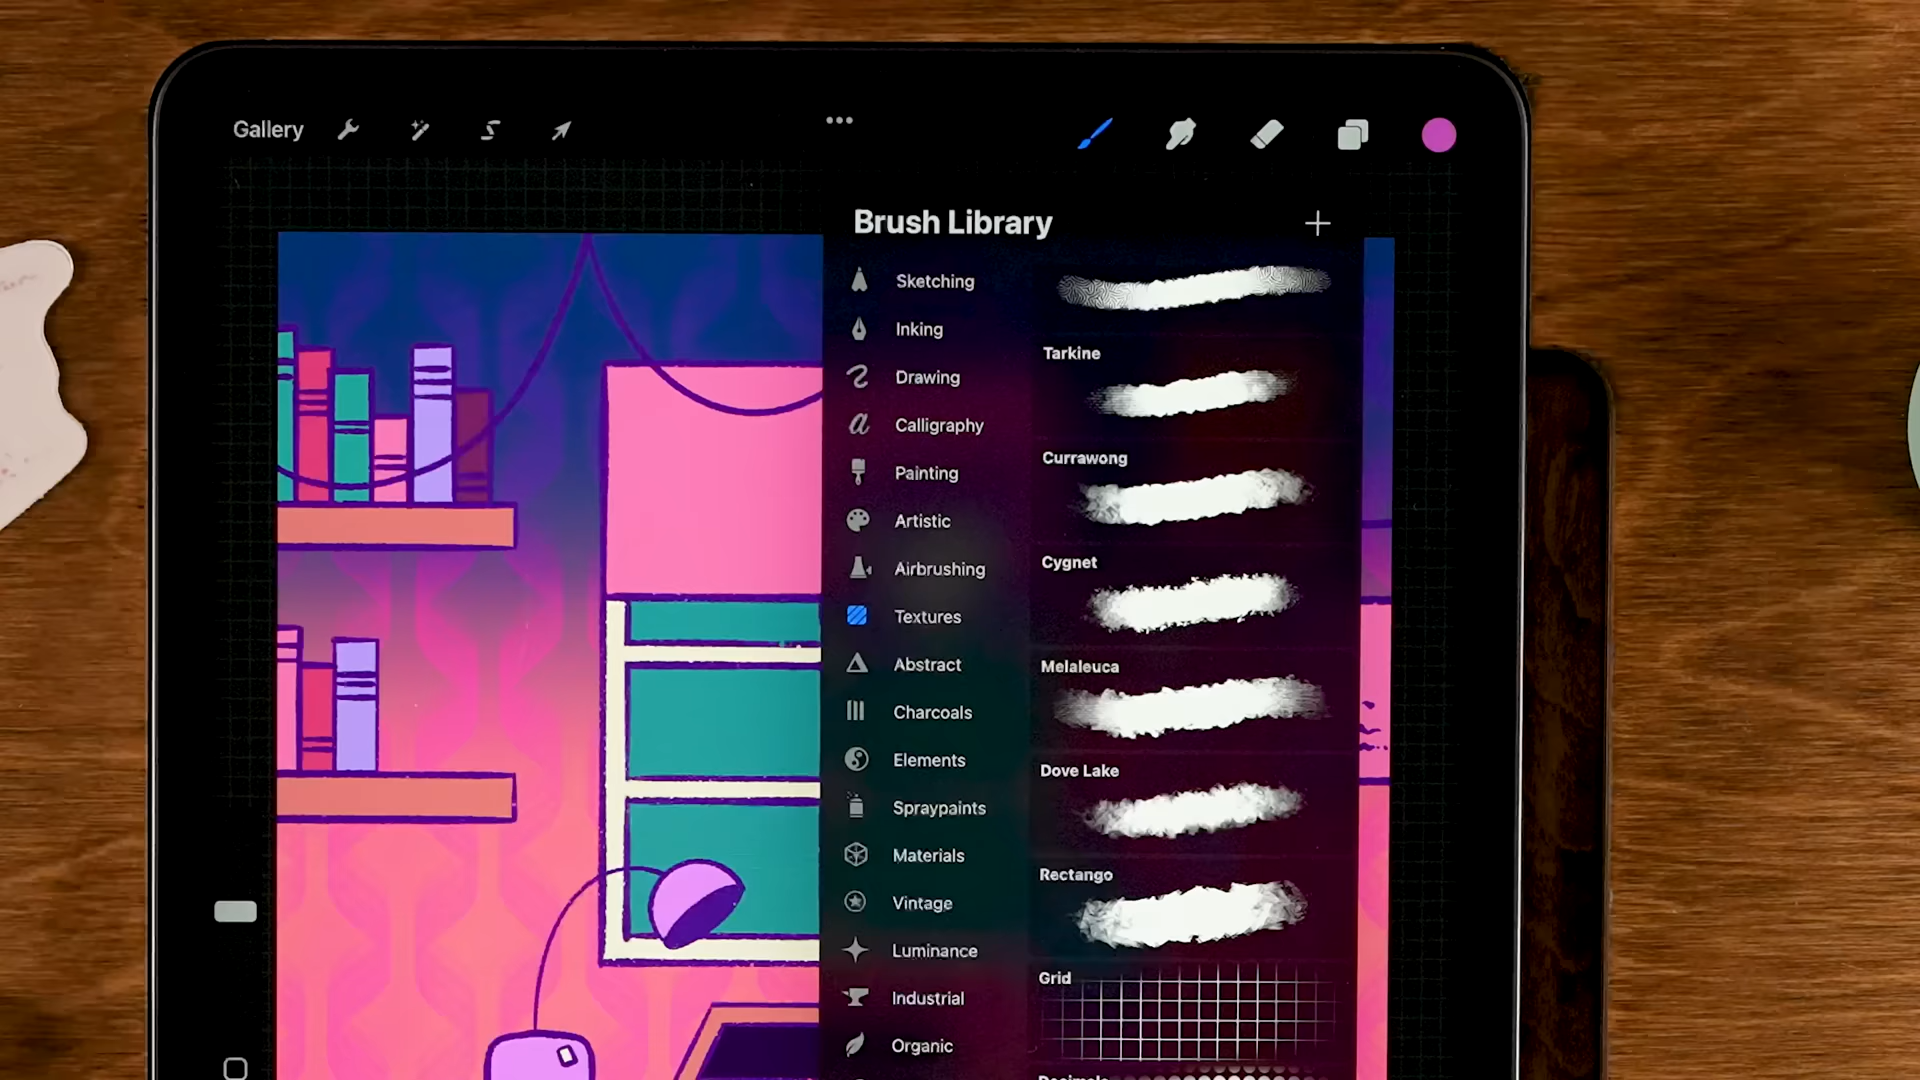 Gallery
Brush Library
Sketching
Inking
Drawing
Calligraphy
Painting
Artistic
Airbrushing
Textures
Abstract
Charcoals
Elements
Spraypaints
Materials
Vintage
Luminance
Industrial
Organic
Tarkine
Currawong
Cygnet
Melaleuca
Dove Lake
Rectango
Grid